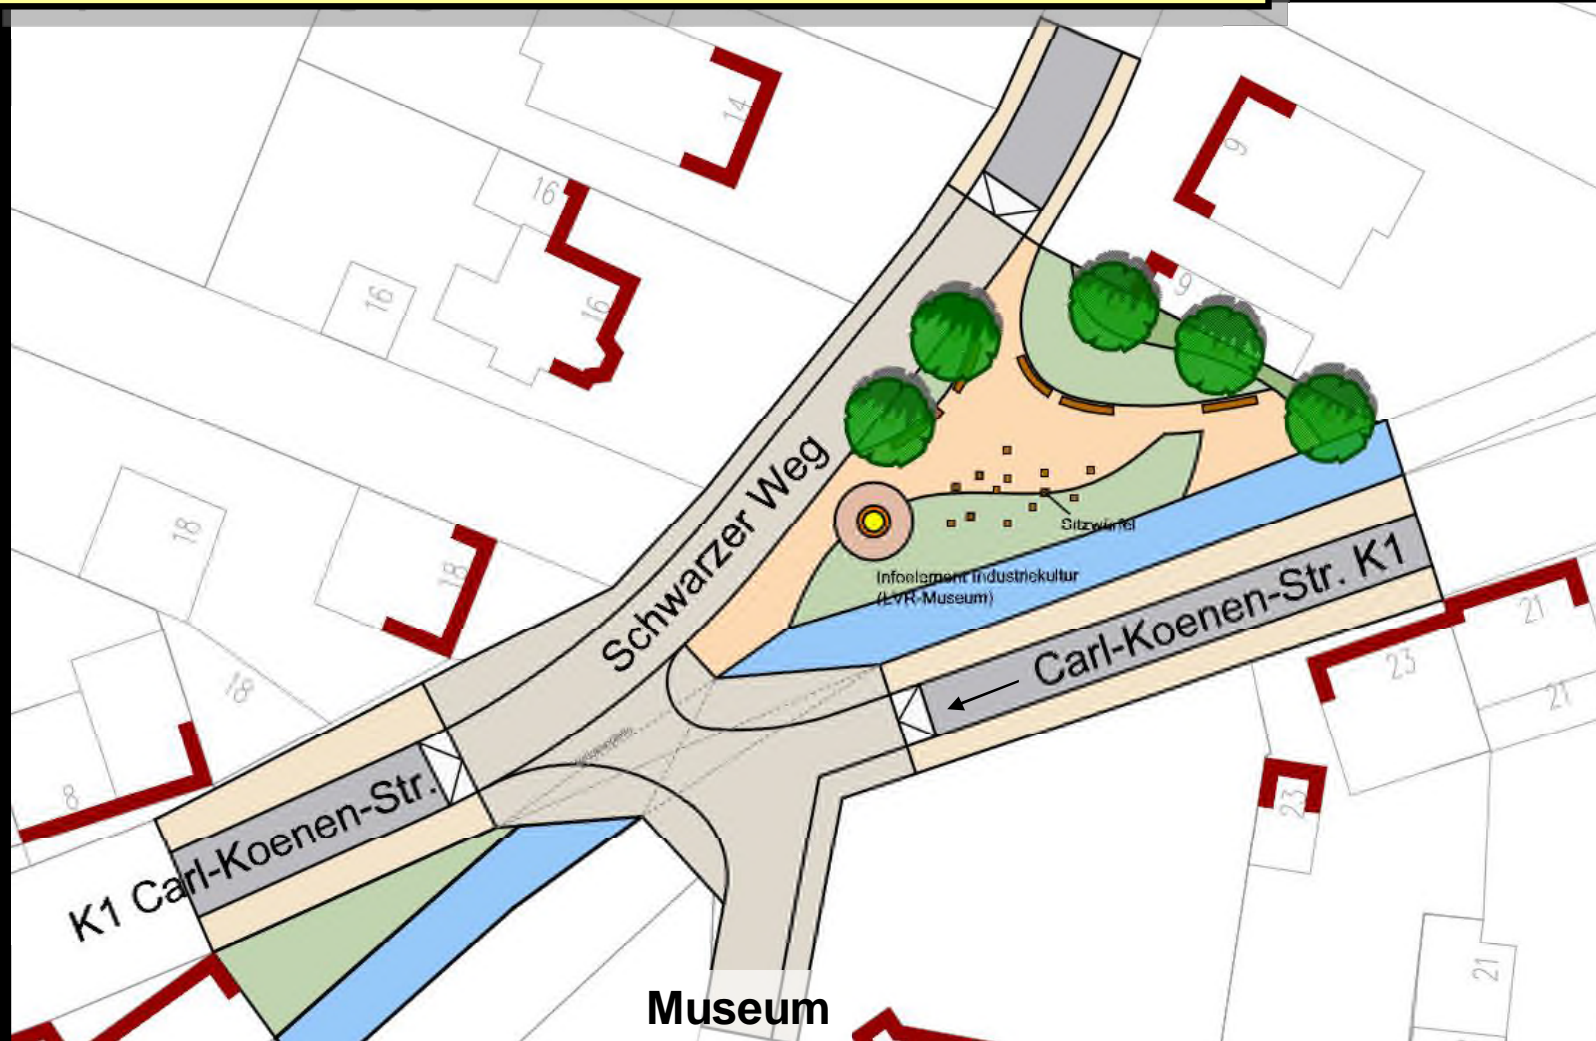 14
9
16
9
16
16
Schwarzer Weg
Sitzwürfel
18
18
Infoelement Industriekultur
(LVR-Museum)
Carl-Koenen-Str. K1
21
23
21
18
8
K1 Carl-Koenen-Str.
23
21
Museum